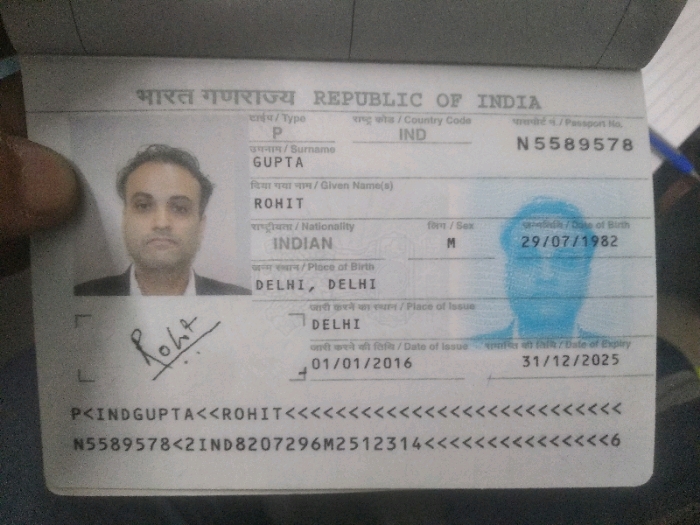 भारत गणराज्य REPUBLIC OF INDIA
टाईप / Type राष्ट्र कोड / Country Code पासपोर्ट नं. / Passport No.
P IND N5589578
उपनाम / Surname
GUPTA
दिया गया नाम / Given Name(s)
ROHIT
राष्ट्रीयता / Nationality लिंग / Sex जन्मतिथि / Date of Birth
INDIAN M 29/07/1982
जन्म स्थान / Place of Birth
DELHI, DELHI
जारी करने का स्थान / Place of Issue
DELHI
जारी करने की तिथि / Date of Issue समाप्ति की तिथि / Date of Expiry
01/01/2016 31/12/2025
Rohit
P<INDGUPTA<<ROHIT<<<<<<<<<<<<<<<<<<<<<<<<<<<
N5589578<2IND8207296M2512314<<<<<<<<<<<<<<<6